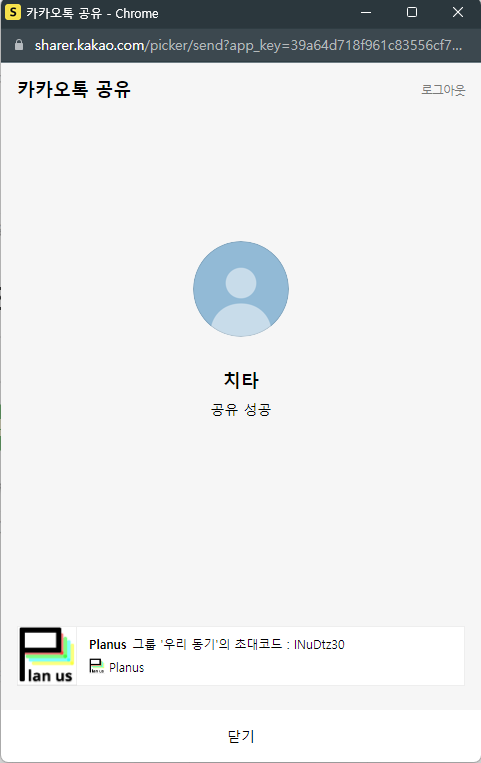 S 카카오톡 공유 - Chrome
sharer.kakao.com/picker/send?app_key=39a64d718f961c83556cf7...
카카오톡 공유
로그아웃
치타
공유 성공
Plan us
Planus 그룹 '우리 동기'의 초대코드 : INuDtz30
Planus
닫기